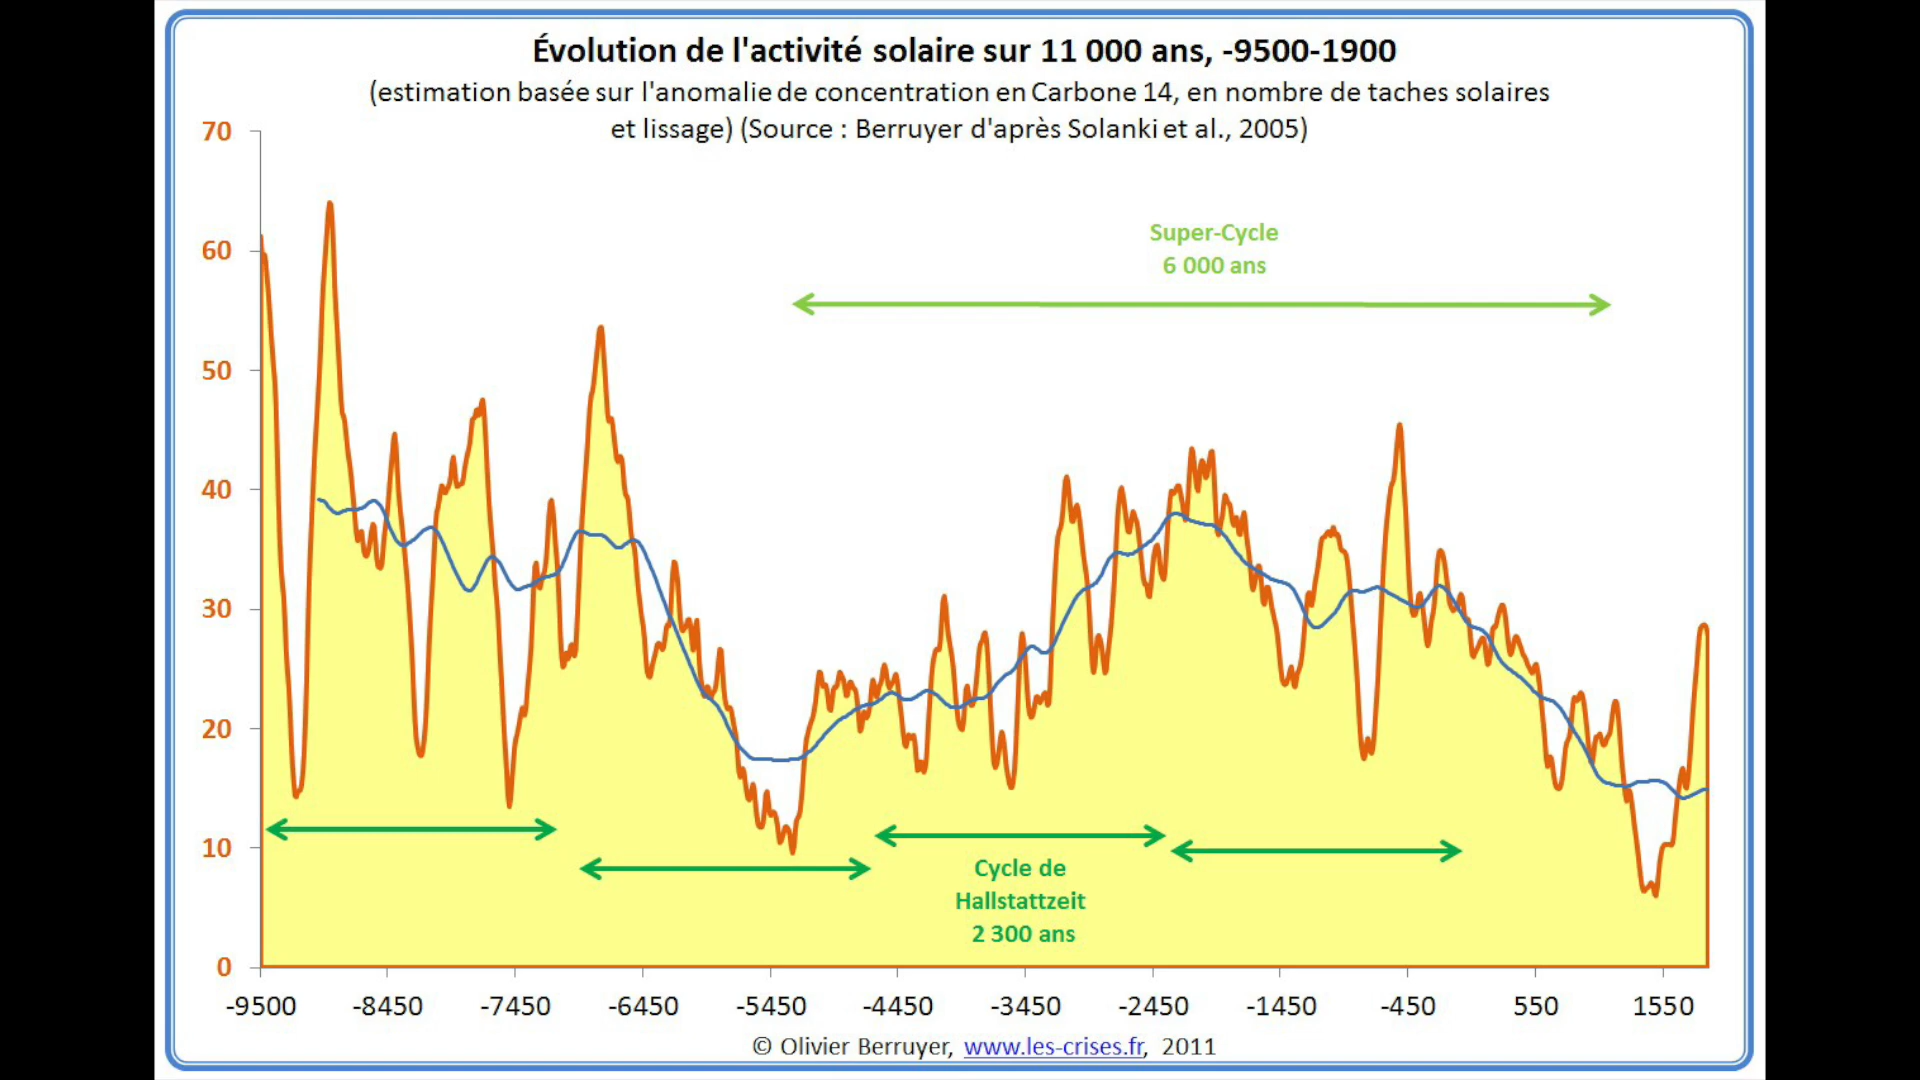 Évolution de l'activité solaire sur 11 000 ans, -9500-1900
(estimation basée sur l'anomalie de concentration en Carbone 14, en nombre de taches solaires
et lissage) (Source : Berruyer d'après Solanki et al., 2005)
70
60
50
40
30
20
10
0
Super-Cycle
6 000 ans
Cycle de
Hallstattzeit
2 300 ans
-9500 -8450 -7450 -6450 -5450 -4450 -3450 -2450 -1450 -450 550 1550
© Olivier Berruyer, www.les-crises.fr, 2011